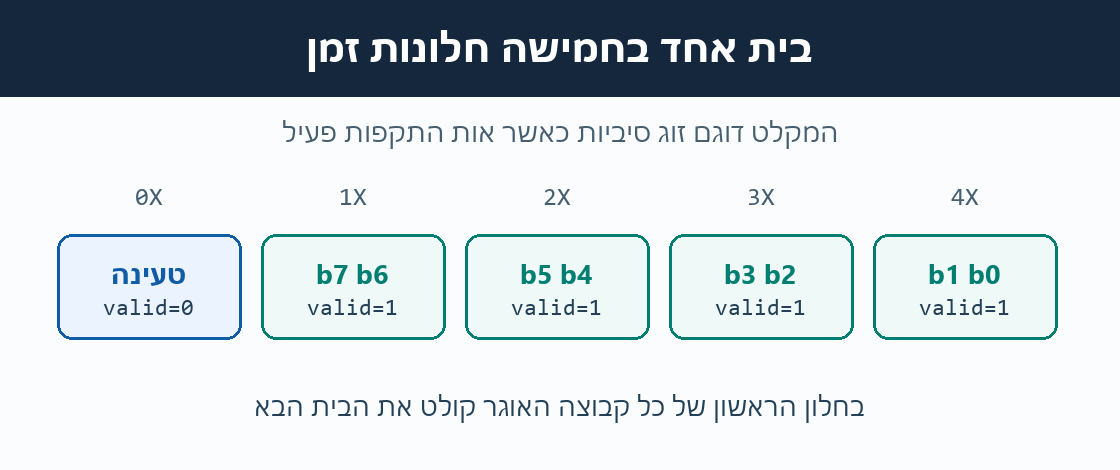 בית אחד בחמישה חלונות זמן
המקלט דוגם זוג סיביות כאשר אות התקפות פעיל
0X 1X 2X 3X 4X
טעינה b7 b6 b5 b4 b3 b2 b1 b0
valid=0 valid=1 valid=1 valid=1 valid=1
בחלון הראשון של כל קבוצה האוגר קולט את הבית הבא